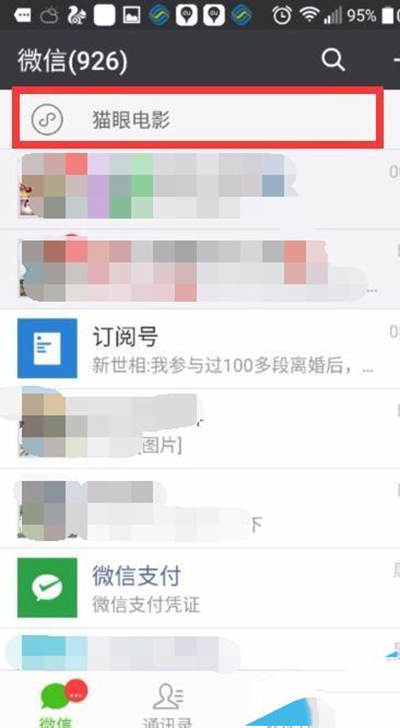 95%
微信(926)
猫眼电影
订阅号
新世相:我参与过100多段离婚后，...
[图片]
下
微信支付
微信支付凭证
微信
通讯录